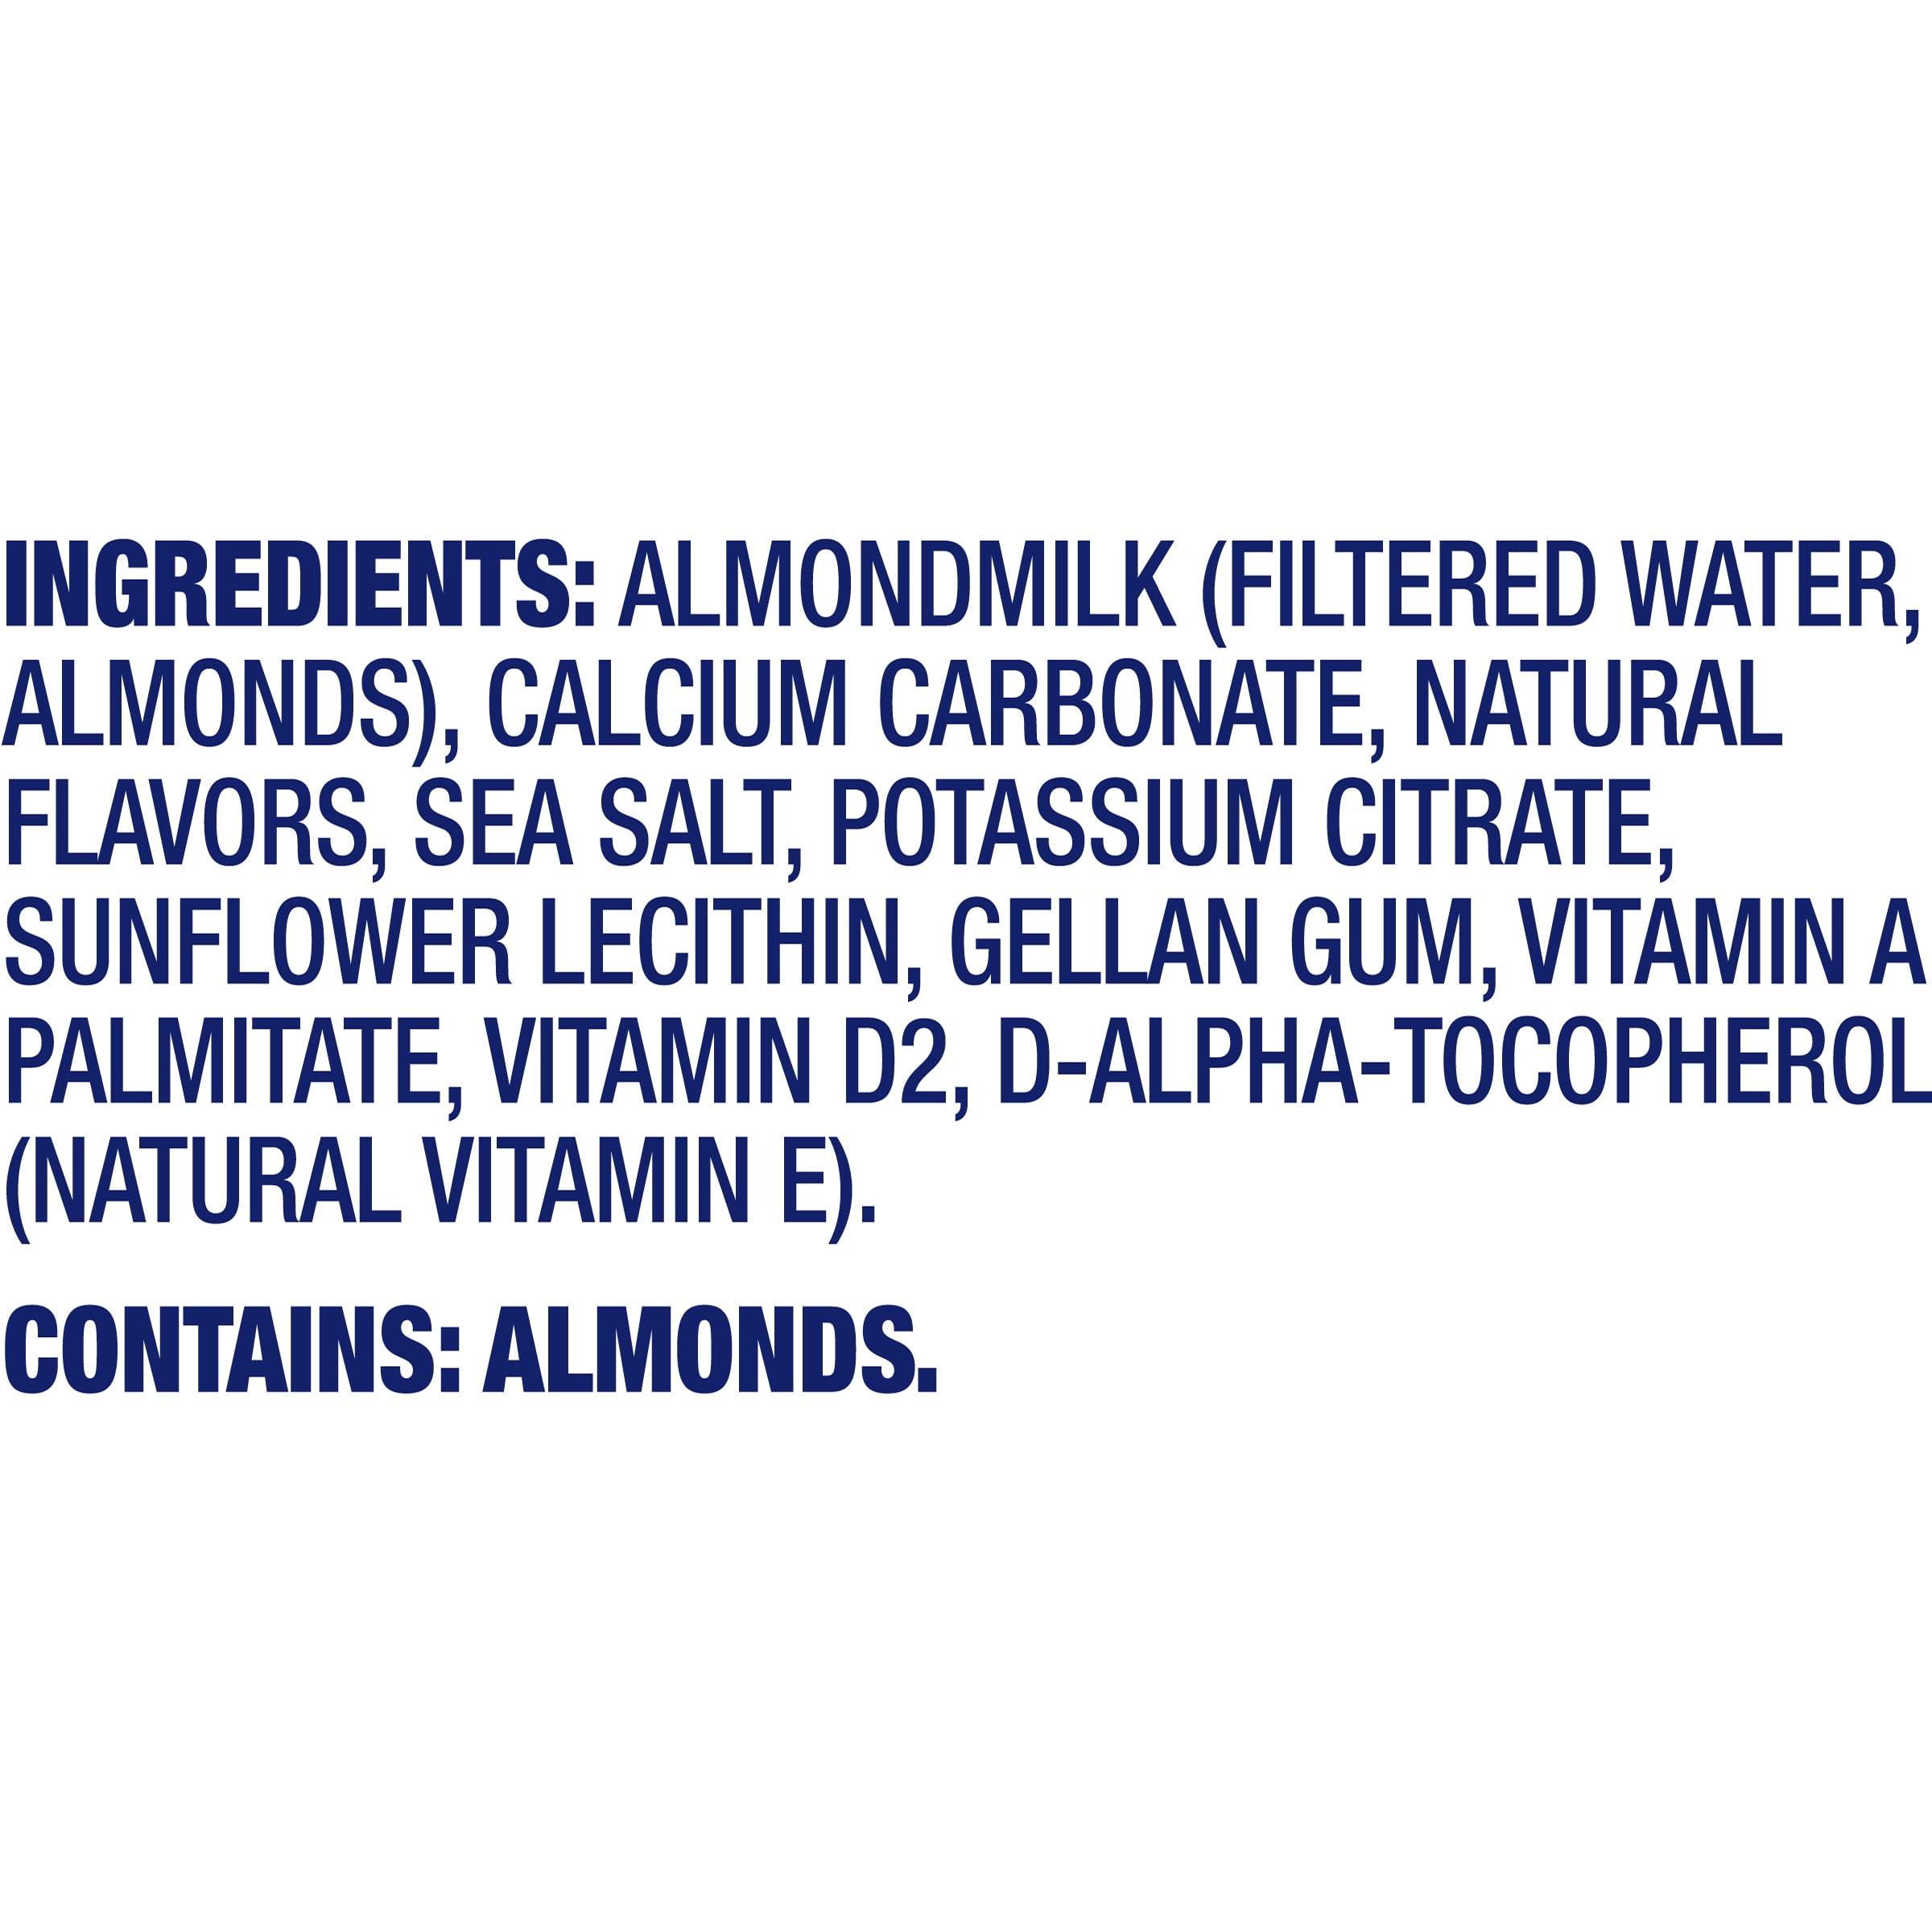 INGREDIENTS: ALMONDMILK (FILTERED WATER,
ALMONDS), CALCIUM CARBONATE, NATURAL
FLAVORS, SEA SALT, POTASSIUM CITRATE,
SUNFLOWER LECITHIN, GELLAN GUM, VITAMIN A
PALMITATE, VITAMIN D2, D-ALPHA-TOCOPHEROL
(NATURAL VITAMIN E).
CONTAINS: ALMONDS.